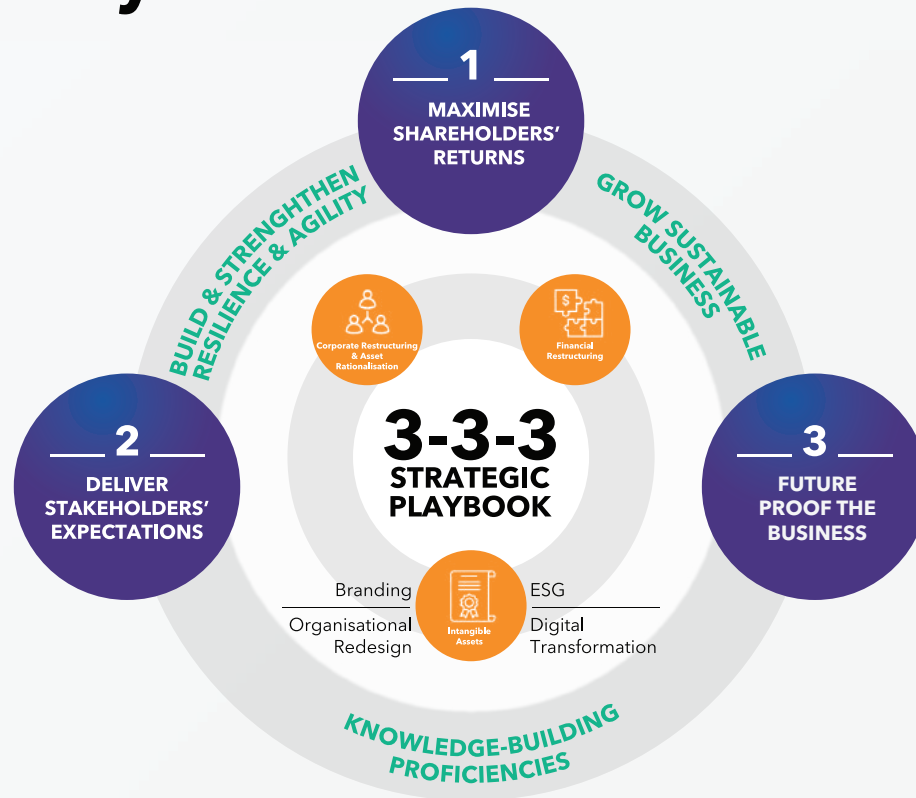 1
MAXIMISE
SHAREHOLDERS'
RETURNS
BUILD & STRENGTHEN
RESILIENCE & AGILITY
GROW SUSTAINABLE
BUSINESS
Corporate Restructuring
& Asset
Rationalisation
$
Financial
Restructuring
3-3-3
STRATEGIC
PLAYBOOK
2
DELIVER
STAKEHOLDERS'
EXPECTATIONS
3
FUTURE
PROOF THE
BUSINESS
Branding
Organisational
Redesign
Intangible
Assets
ESG
Digital
Transformation
KNOWLEDGE-BUILDING
PROFICIENCIES